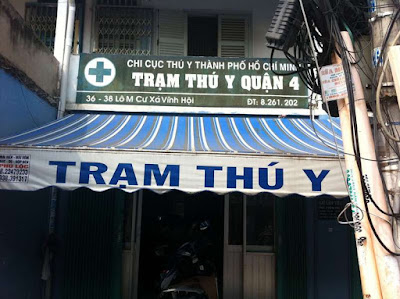 CHI CỤC THÚ Y THÀNH PHỐ HỒ CHÍ MIN
TRẠM THÚ Y QUẬN 4
36 - 38 Lô M Cư Xá Vĩnh Hội
ĐT: 8.261.202
TRẠM THÚ Y